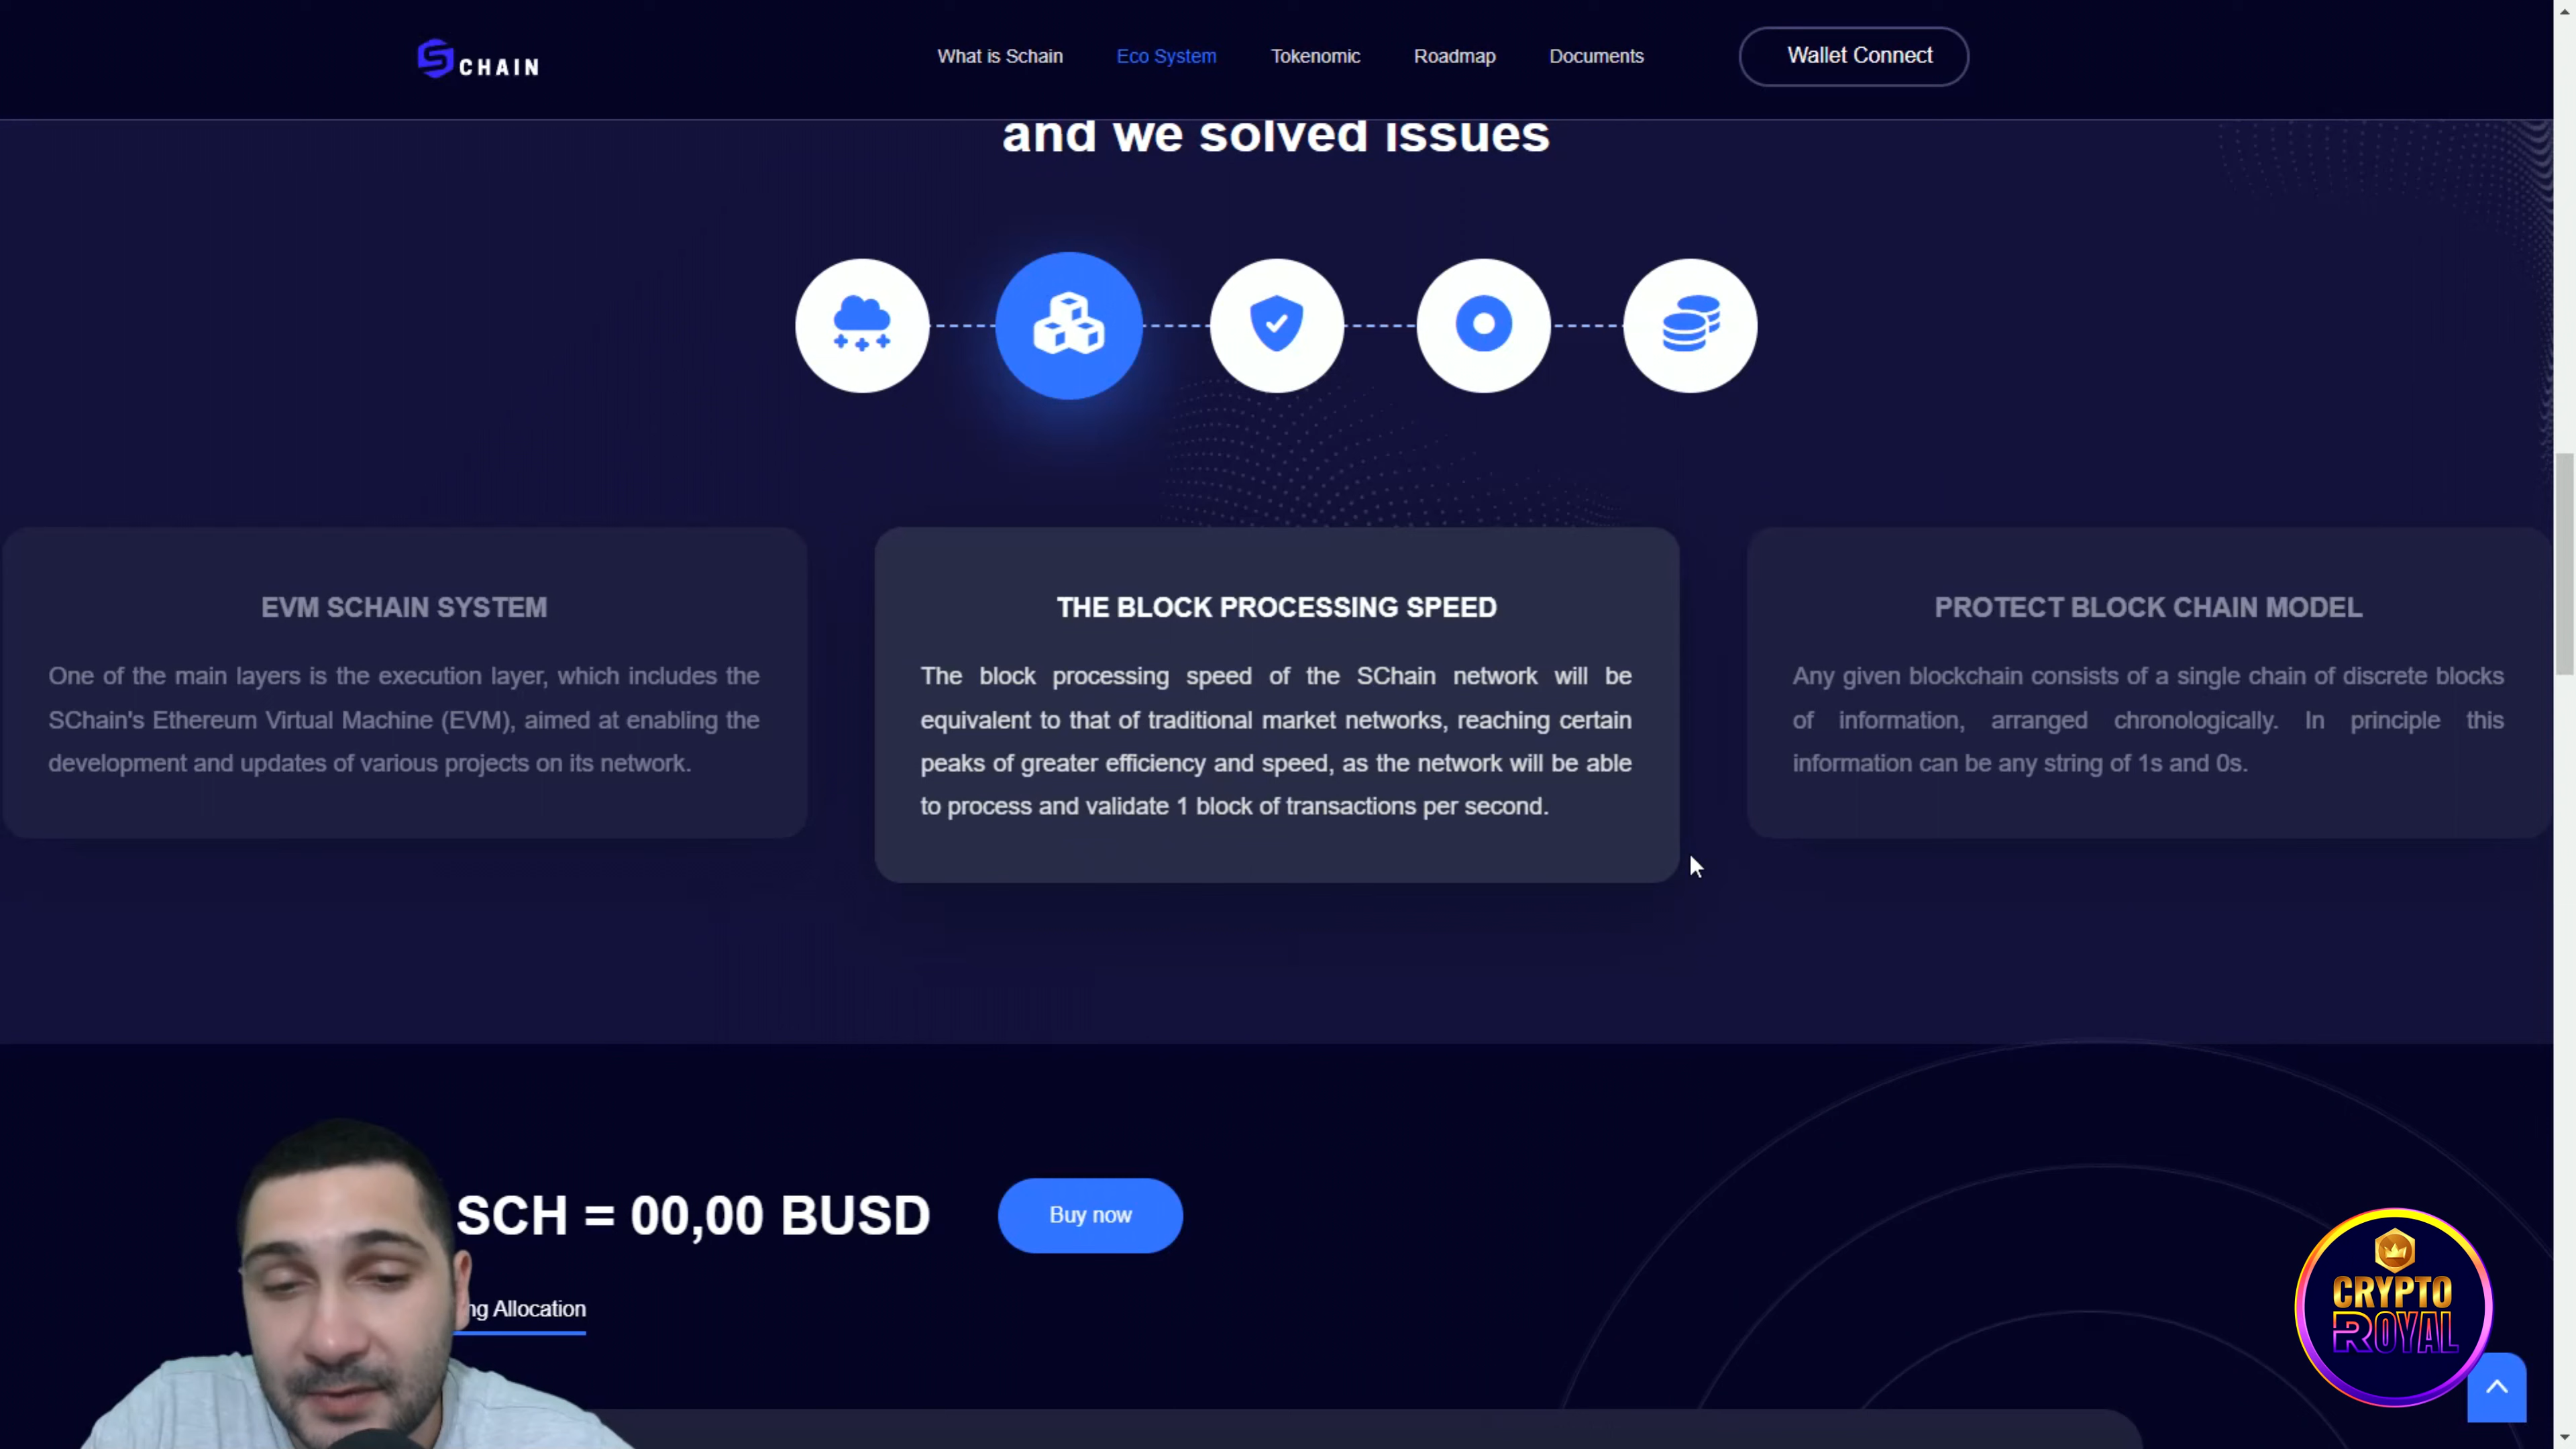 CHAIN
What is Schain
Eco System
Tokenomic
Roadmap
Documents
Wallet Connect
and we solved issues
EVM SCHAIN SYSTEM
One of the main layers is the execution layer, which includes the
SChain's Ethereum Virtual Machine (EVM), aimed at enabling the
development and updates of various projects on its network.
THE BLOCK PROCESSING SPEED
The block processing speed of the SChain network will be
equivalent to that of traditional market networks, reaching certain
peaks of greater efficiency and speed, as the network will be able
to process and validate 1 block of transactions per second.
PROTECT BLOCK CHAIN MODEL
Any given blockchain consists of a single chain of discrete blocks
of information, arranged chronologically. In principle this
information can be any string of 1s and 0s.
SCH = 00,00 BUSD
Buy now
ng Allocation
CRYPTO
ROYAL